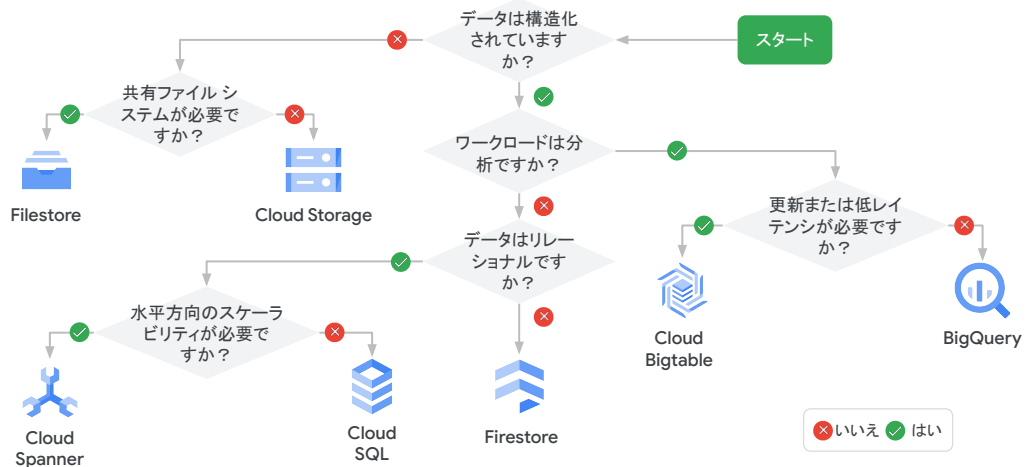 データは構造化
されています
か？
スタート
共有ファイル シ
ステムが必要で
すか？
ワークロードは分
析ですか？
Filestore
Cloud Storage
更新または低レイ
テンシが必要です
か？
データはリレー
ショナルです
か？
水平方向のスケーラ
ビリティが必要で
すか？
Cloud
Bigtable
BigQuery
Cloud
Spanner
Cloud
SQL
Firestore
いいえ はい